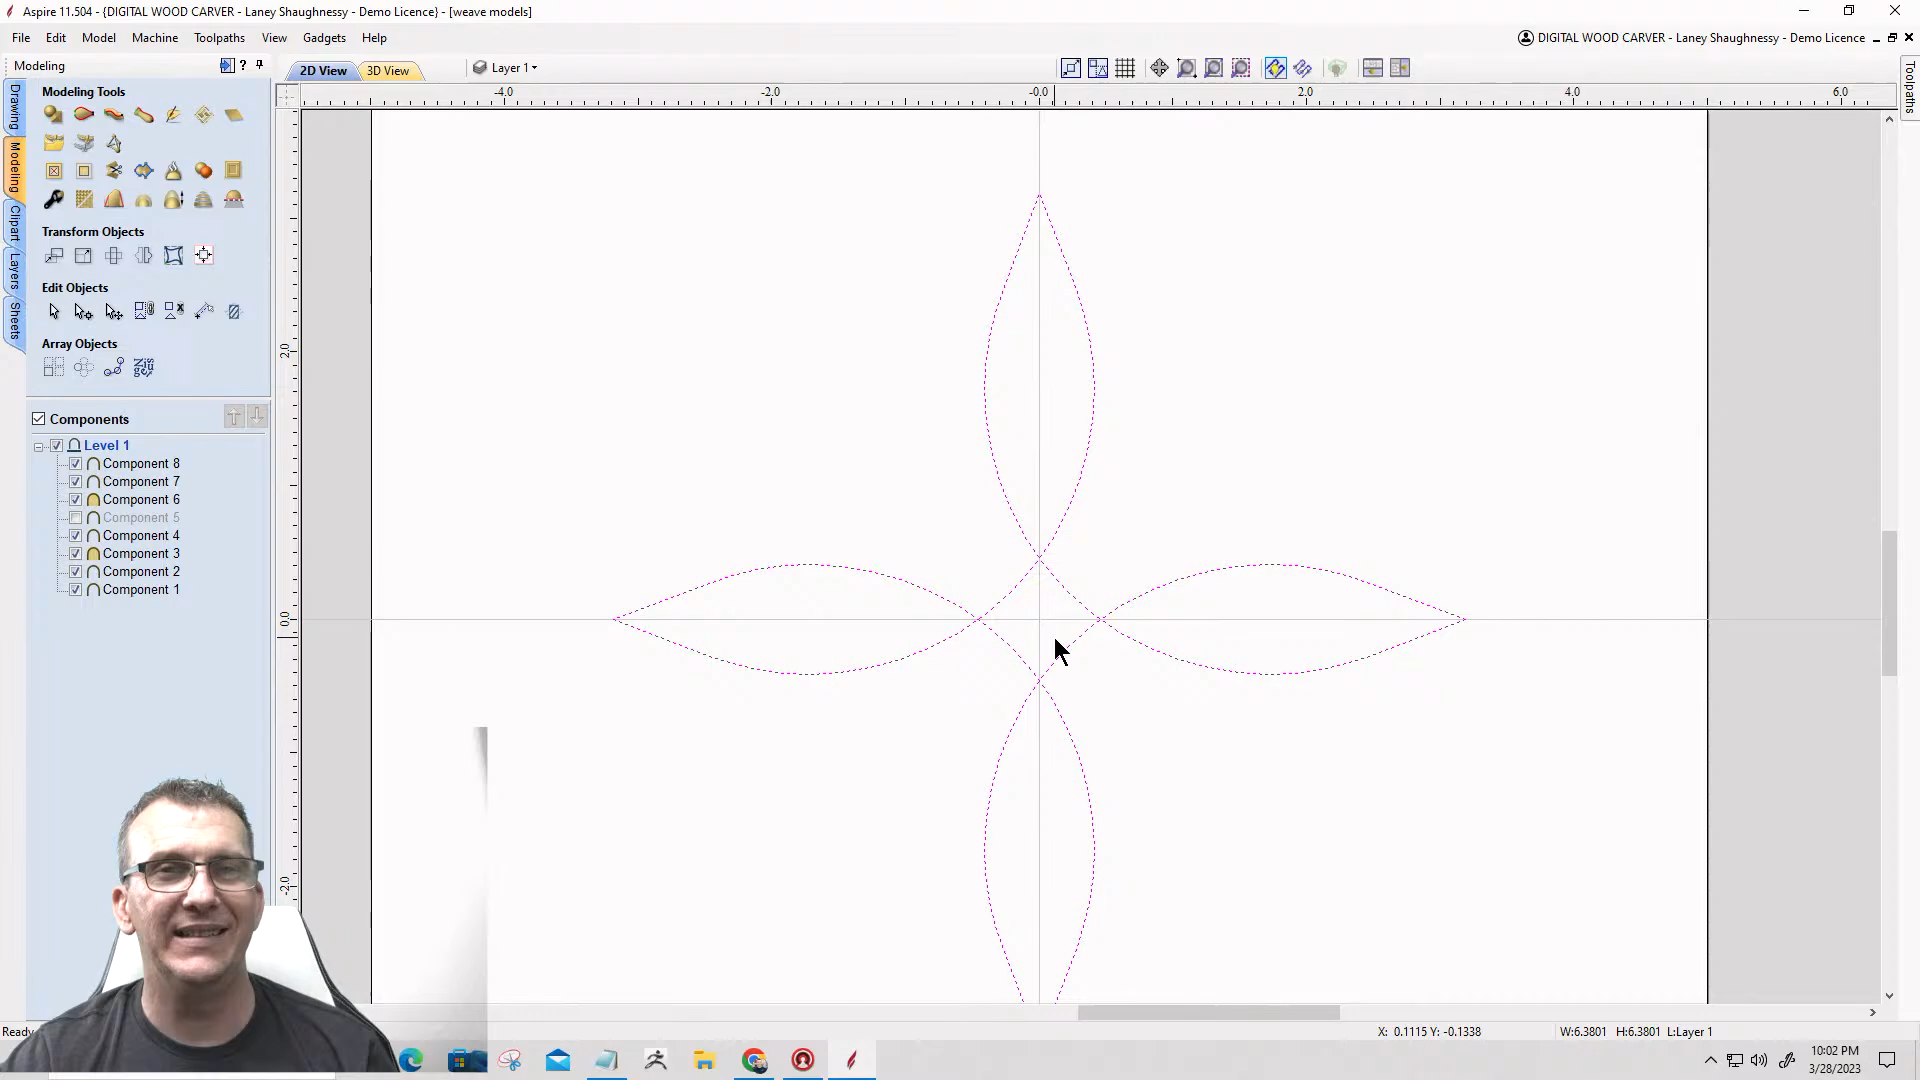 Aspire 11.504 - {DIGITAL WOOD CARVER - Laney Shaughnessy - Demo Licence} - [weave models]
File Edit Model Machine Toolpaths View Gadgets Help
DIGITAL WOOD CARVER - Laney Shaughnessy - Demo Licence
Modeling
2D View 3D View Layer 1
Toolpaths
-4.0 -2.0 -0.0 2.0 4.0 6.0
Drawing
Modeling
Clipart
Layers
Sheets
Modeling Tools
Transform Objects
Edit Objects
Array Objects
2.0
0.0
-2.0
Components
Level 1
Component 8
Component 7
Component 6
Component 5
Component 4
Component 3
Component 2
Component 1
Ready
X: 0.1115 Y: -0.1338
W:6.3801 H:6.3801 L:Layer 1
10:02 PM
3/28/2023